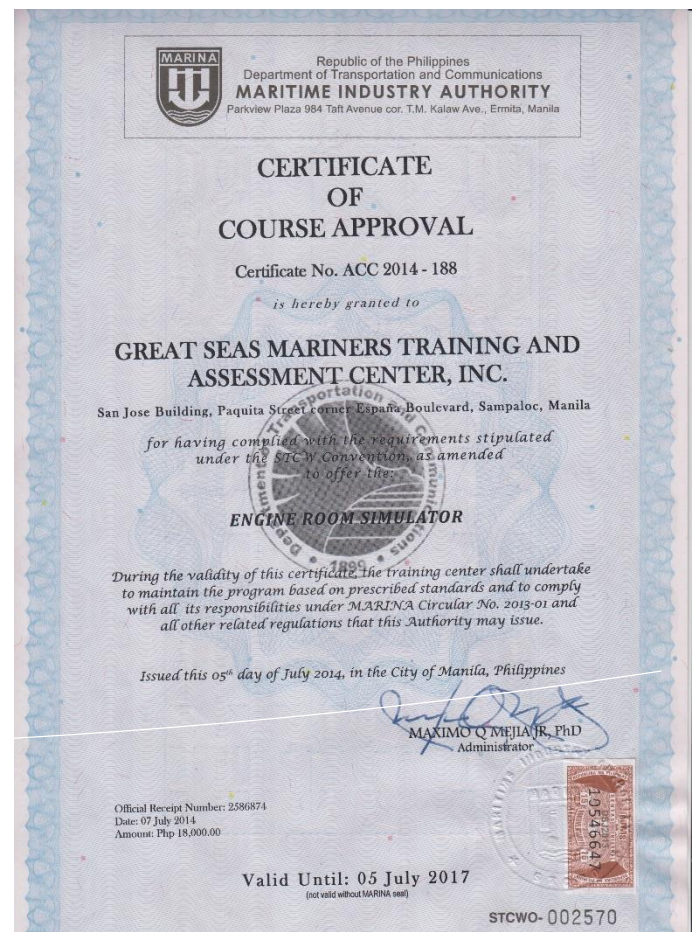 MARINA
Republic of the Philippines
Department of Transportation and Communications
MARITIME INDUSTRY AUTHORITY
Parkview Plaza 984 Taft Avenue cor. T.M. Kalaw Ave., Ermita, Manila
CERTIFICATE
OF
COURSE APPROVAL
Certificate No. ACC 2014 - 188
is hereby granted to
GREAT SEAS MARINERS TRAINING AND
ASSESSMENT CENTER, INC.
San Jose Building, Paquita Street corner España Boulevard, Sampaloc, Manila
for having complied with the requirements stipulated
under the STCW Convention, as amended
to offer the:
ENGINE ROOM SIMULATOR
Department of Transportation and Communications
1899
During the validity of this certificate, the training center shall undertake
to maintain the program based on prescribed standards and to comply
with all its responsibilities under MARINA Circular No. 2013-01 and
all other related regulations that this Authority may issue.
Issued this 05th day of July 2014, in the City of Manila, Philippines
MAXIMO Q MEJIA JR, PhD
Administrator
Official Receipt Number: 2586874
Date: 07 July 2014
Amount: Php 18,000.00
10546647
Valid Until: 05 July 2017
(not valid without MARINA seal)
STCWO- 002570